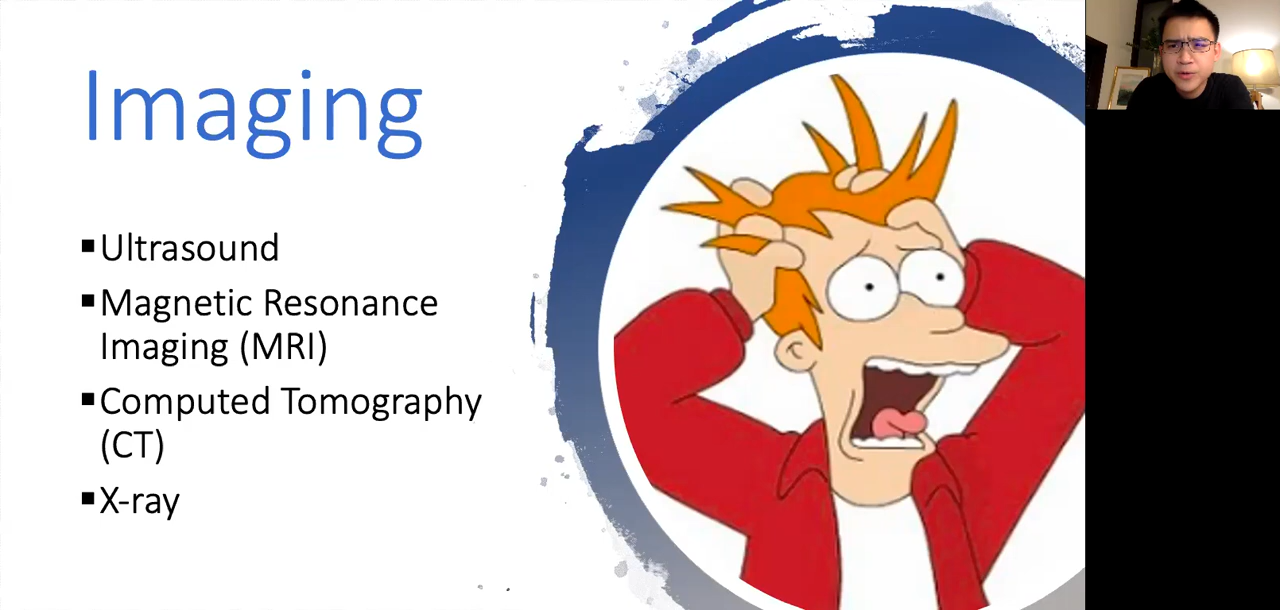 Imaging
▪Ultrasound
▪Magnetic Resonance
Imaging (MRI)
▪Computed Tomography
(CT)
▪X-ray